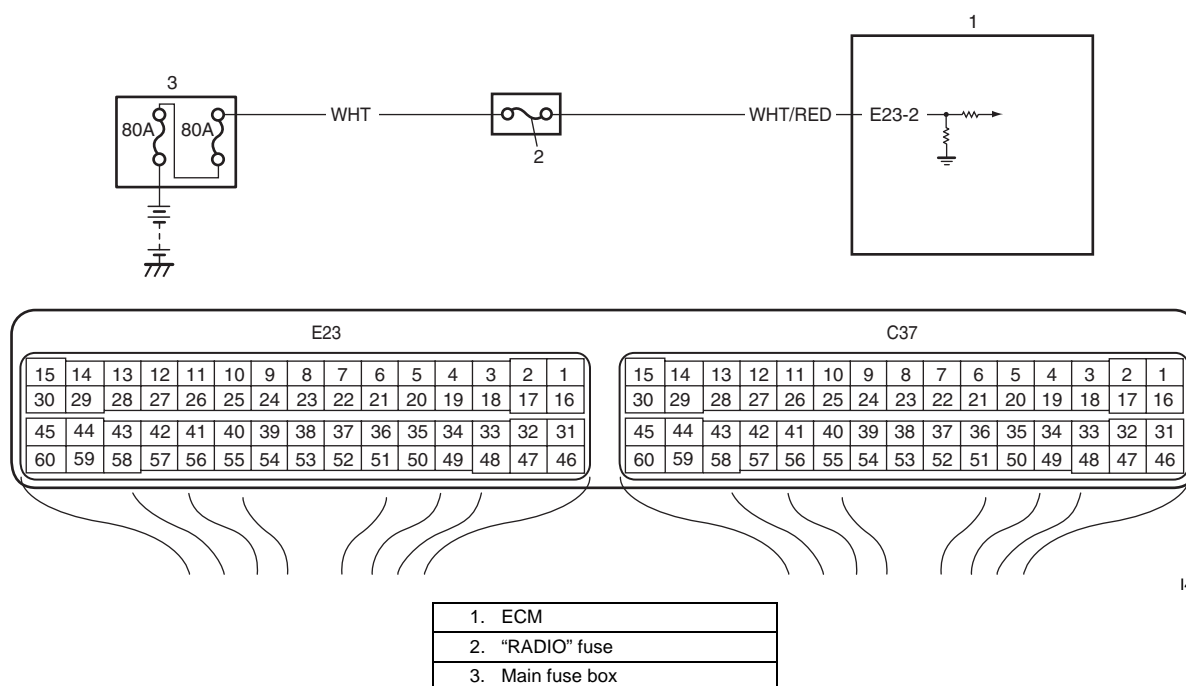 1
3
80A 80A WHT 2 WHT/RED E23-2
E23 C37
15 14 13 12 11 10 9 8 7 6 5 4 3 2 1 15 14 13 12 11 10 9 8 7 6 5 4 3 2 1
30 29 28 27 26 25 24 23 22 21 20 19 18 17 16 30 29 28 27 26 25 24 23 22 21 20 19 18 17 16
45 44 43 42 41 40 39 38 37 36 35 34 33 32 31 45 44 43 42 41 40 39 38 37 36 35 34 33 32 31
60 59 58 57 56 55 54 53 52 51 50 49 48 47 46 60 59 58 57 56 55 54 53 52 51 50 49 48 47 46
1. ECM
2. “RADIO” fuse
3. Main fuse box